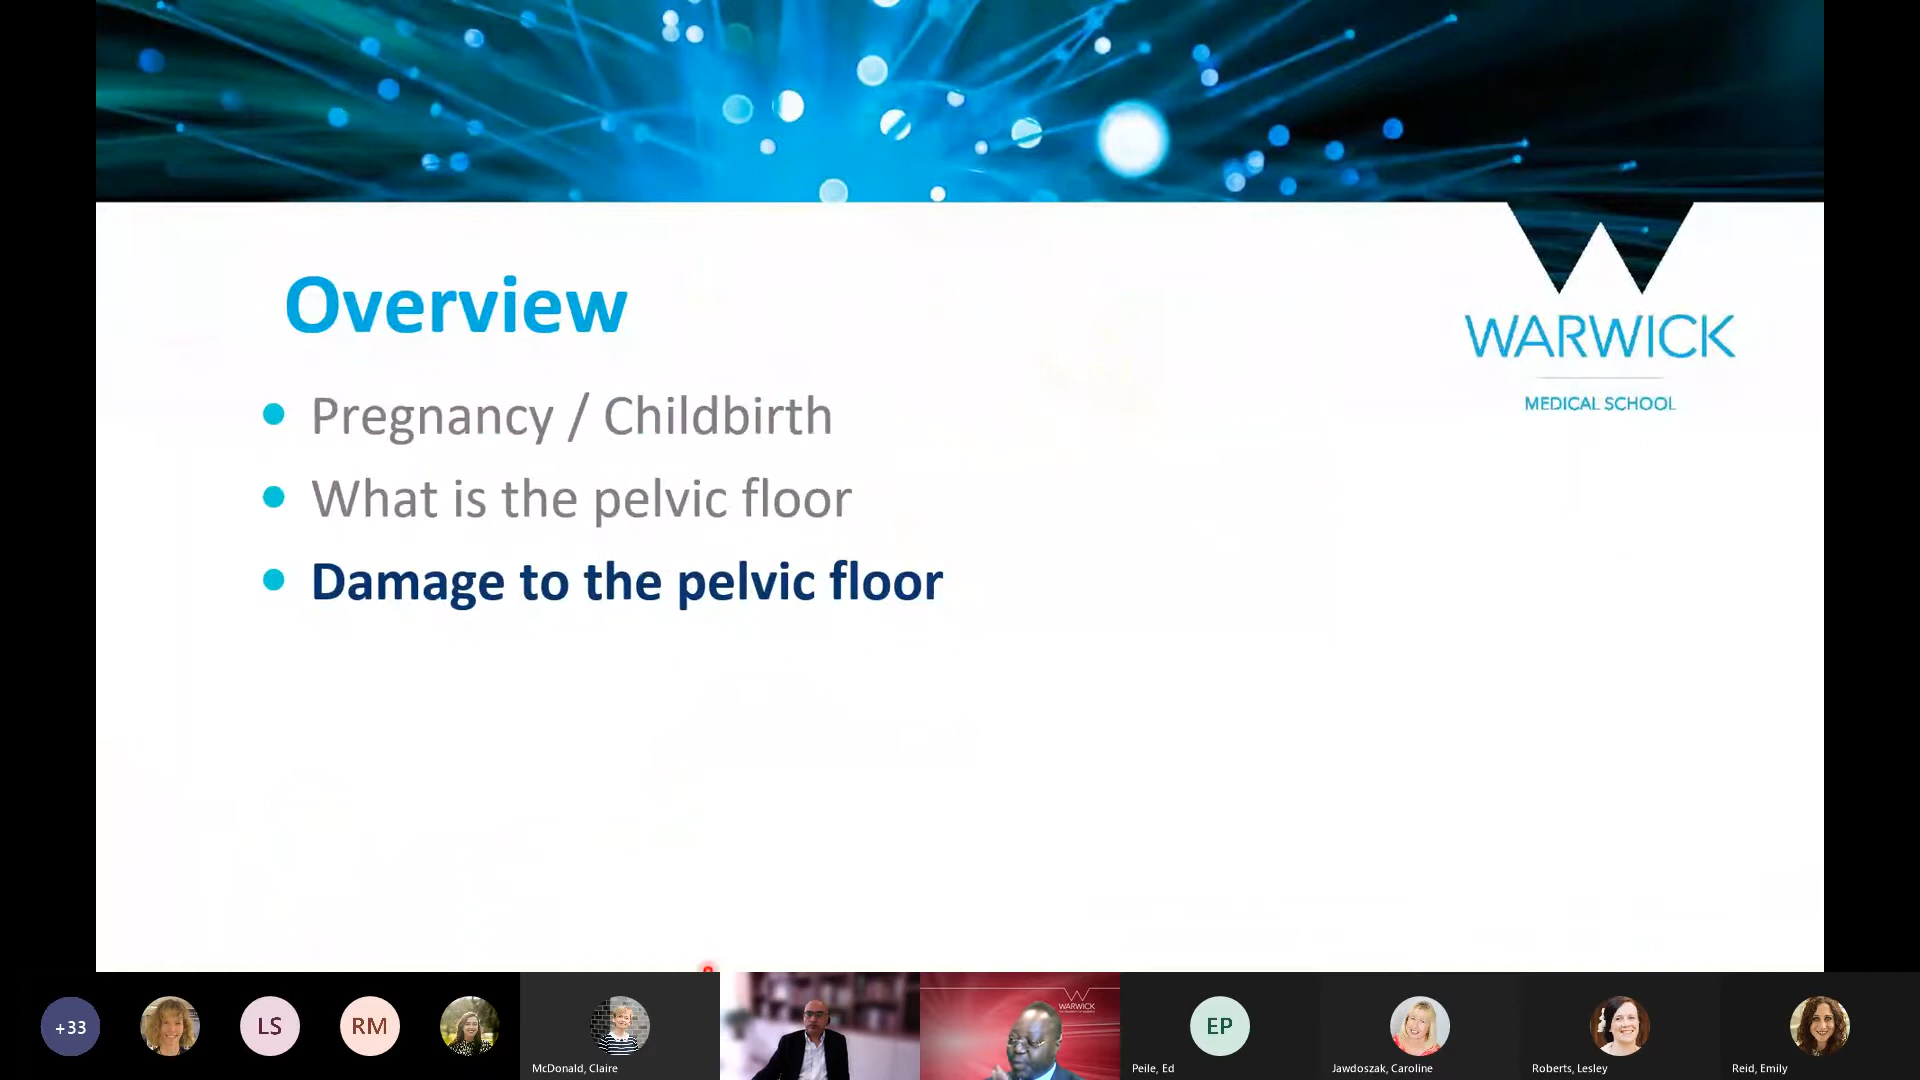 Overview
Pregnancy / Childbirth
What is the pelvic floor
Damage to the pelvic floor
WARWICK
MEDICAL SCHOOL
+33
LS
RM
McDonald, Claire
WARWICK
EP
Peile, Ed
Jawdoszak, Caroline
Roberts, Lesley
Reid, Emily